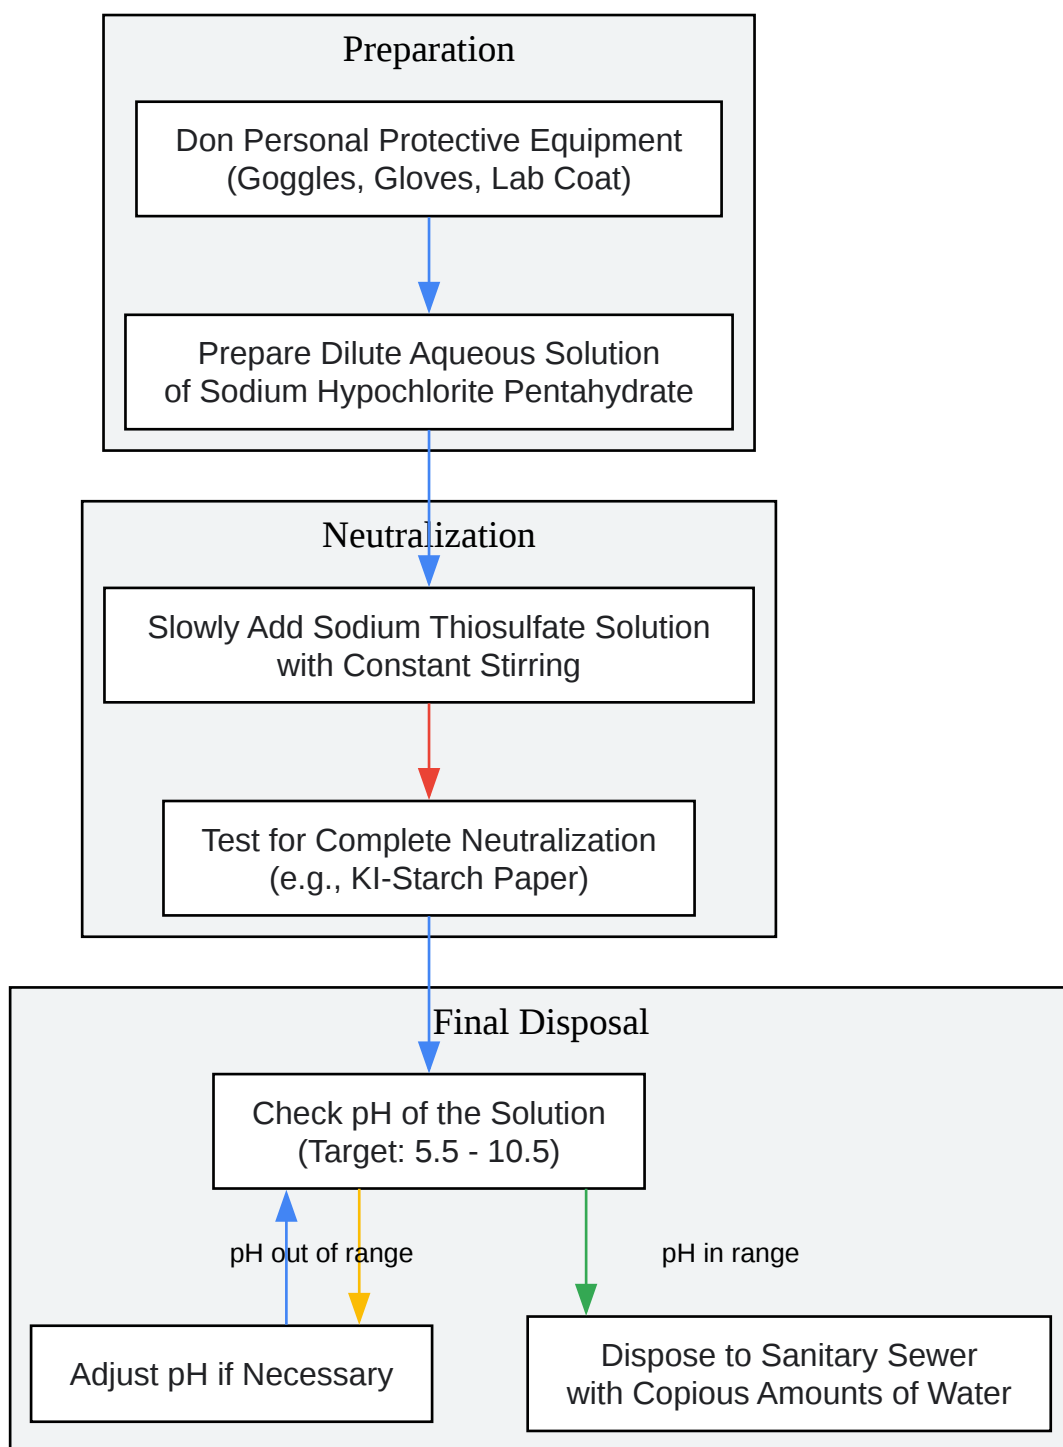 Preparation
Don Personal Protective Equipment
(Goggles, Gloves, Lab Coat)
Prepare Dilute Aqueous Solution
of Sodium Hypochlorite Pentahydrate
Neutralization
Slowly Add Sodium Thiosulfate Solution
with Constant Stirring
Test for Complete Neutralization
(e.g., KI-Starch Paper)
Final Disposal
Check pH of the Solution
(Target: 5.5 - 10.5)
pH out of range
pH in range
Adjust pH if Necessary
Dispose to Sanitary Sewer
with Copious Amounts of Water